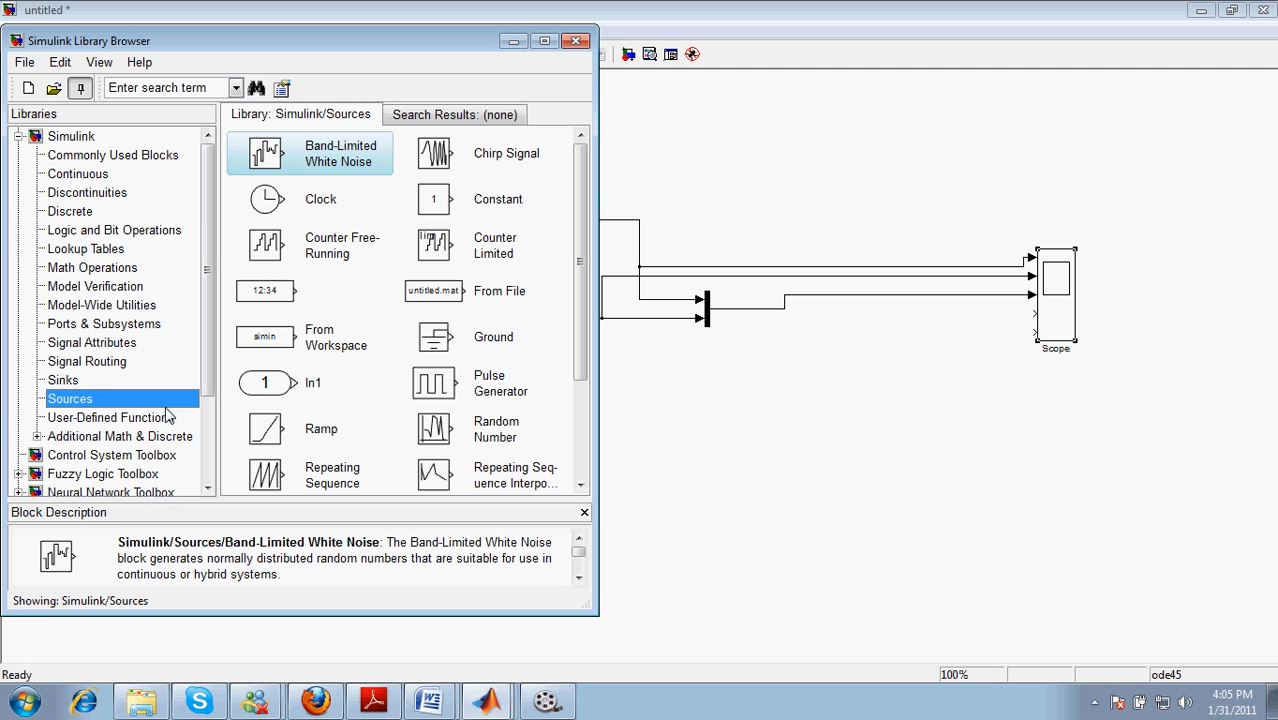 untitled *
Simulink Library Browser
File Edit View Help
Enter search term
Libraries
Library: Simulink/Sources
Search Results: (none)
Simulink
Commonly Used Blocks
Continuous
Discontinuities
Discrete
Logic and Bit Operations
Lookup Tables
Math Operations
Model Verification
Model-Wide Utilities
Ports & Subsystems
Signal Attributes
Signal Routing
Sinks
Sources
User-Defined Function
Additional Math & Discrete
Control System Toolbox
Fuzzy Logic Toolbox
Neural Network Toolbox
Band-Limited
White Noise
Chirp Signal
Clock
1
Constant
Counter Free-
Running
Counter
Limited
12:34
untitled.mat
From File
simin
From
Workspace
Ground
1
In1
Pulse
Generator
Ramp
Random
Number
Repeating
Sequence
Repeating Seq-
uence Interpo...
Block Description
Simulink/Sources/Band-Limited White Noise: The Band-Limited White Noise
block generates normally distributed random numbers that are suitable for use in
continuous or hybrid systems.
Showing: Simulink/Sources
Scope
Ready
100%
ode45
4:05 PM
1/31/2011